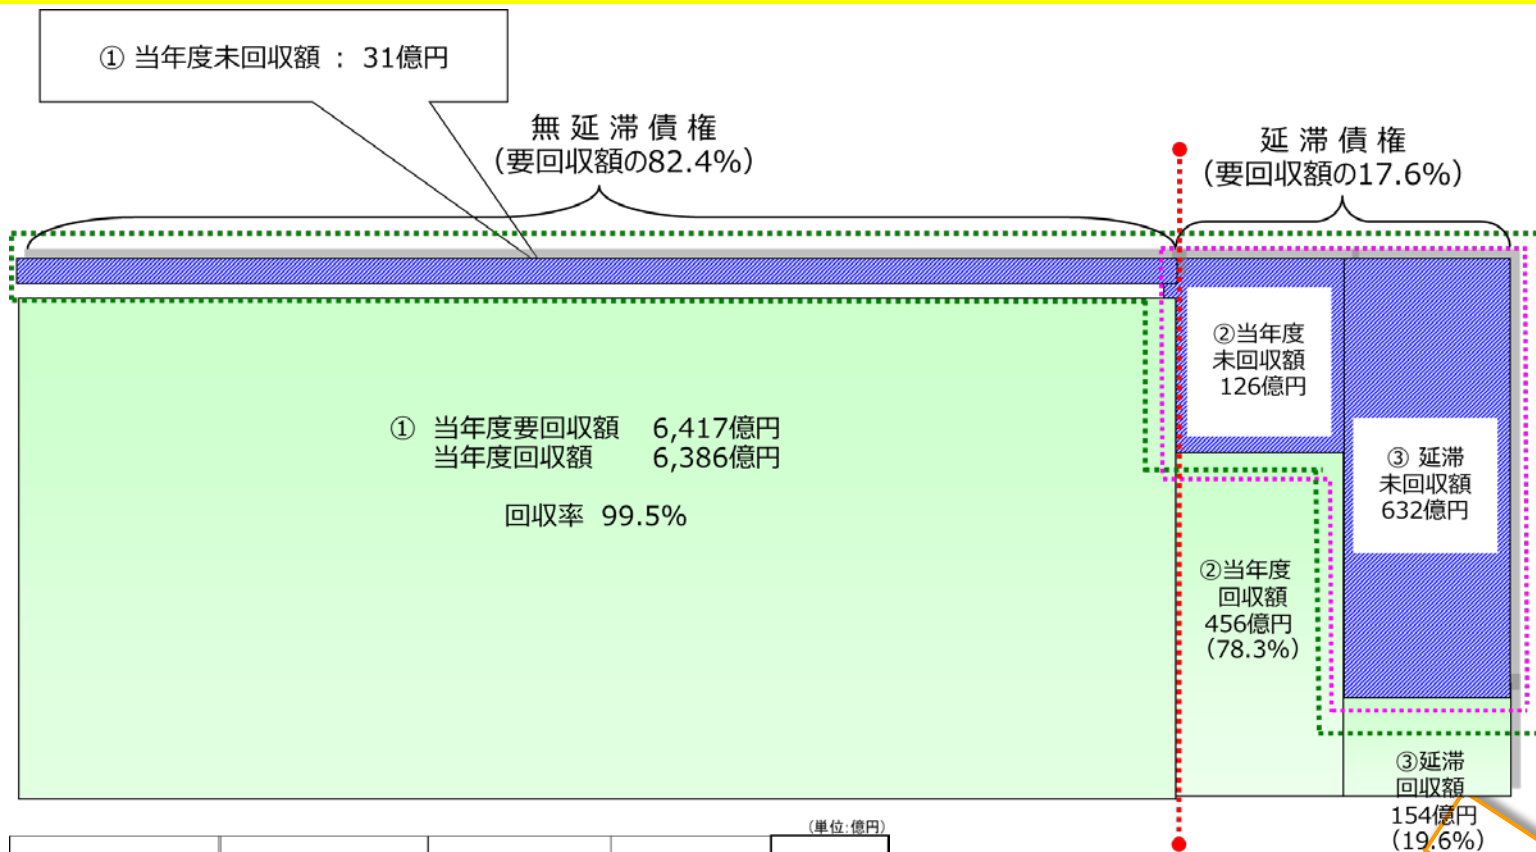 ① 当年度未回収額 : 31億円
無 延 滞 債 権
(要回収額の82.4%)
延 滞 債 権
(要回収額の17.6%)
① 当年度要回収額 6,417億円
当年度回収額 6,386億円
回収率 99.5%
②当年度
未回収額
126億円
③ 延滞
未回収額
632億円
②当年度
回収額
456億円
(78.3%)
③延滞
回収額
154億円
(19.6%)
(単位:億円)